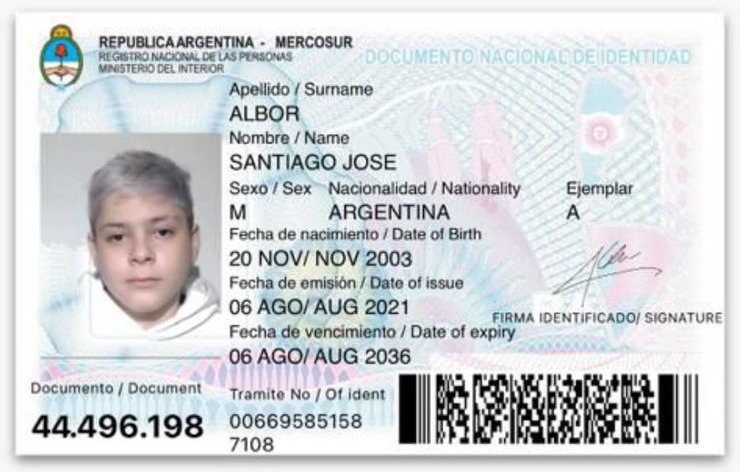 REPUBLICA ARGENTINA - MERCOSUR
REGISTRO NACIONAL DE LAS PERSONAS
MINISTERIO DEL INTERIOR
DOCUMENTO NACIONAL DE IDENTIDAD
Apellido / Surname
ALBOR
Nombre / Name
SANTIAGO JOSE
Sexo / Sex Nacionalidad / Nationality Ejemplar
M ARGENTINA A
Fecha de nacimiento / Date of Birth
20 NOV/ NOV 2003
Fecha de emisión / Date of issue
06 AGO/ AUG 2021
FIRMA IDENTIFICADO/ SIGNATURE
Fecha de vencimiento / Date of expiry
06 AGO/ AUG 2036
Documento / Document
44.496.198
Tramite No / Of ident
00669585158
7108